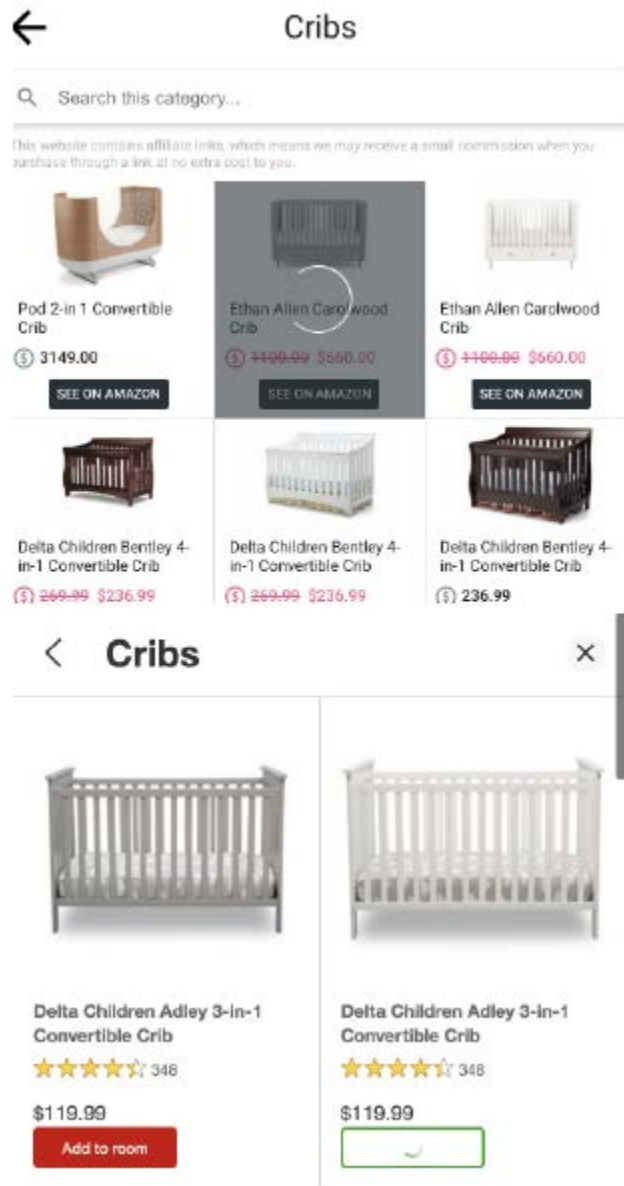 Cribs
Search this category...
This website contains affiliate links, which means we may receive a small commission when you
purchase through a link at no extra cost to you.
Pod 2-in 1 Convertible
Crib
$ 3149.00
SEE ON AMAZON
Ethan Allen Carolwood
Crib
$ 1100.00 $660.00
SEE ON AMAZON
Ethan Allen Carolwood
Crib
$ 1100.00 $660.00
SEE ON AMAZON
Delta Children Bentley 4-
in-1 Convertible Crib
$ 269.99 $236.99
Delta Children Bentley 4-
in-1 Convertible Crib
$ 269.99 $236.99
Delta Children Bentley 4-
in-1 Convertible Crib
$ 236.99
Cribs
Delta Children Adley 3-in-1
Convertible Crib
348
$119.99
Add to room
Delta Children Adley 3-in-1
Convertible Crib
348
$119.99